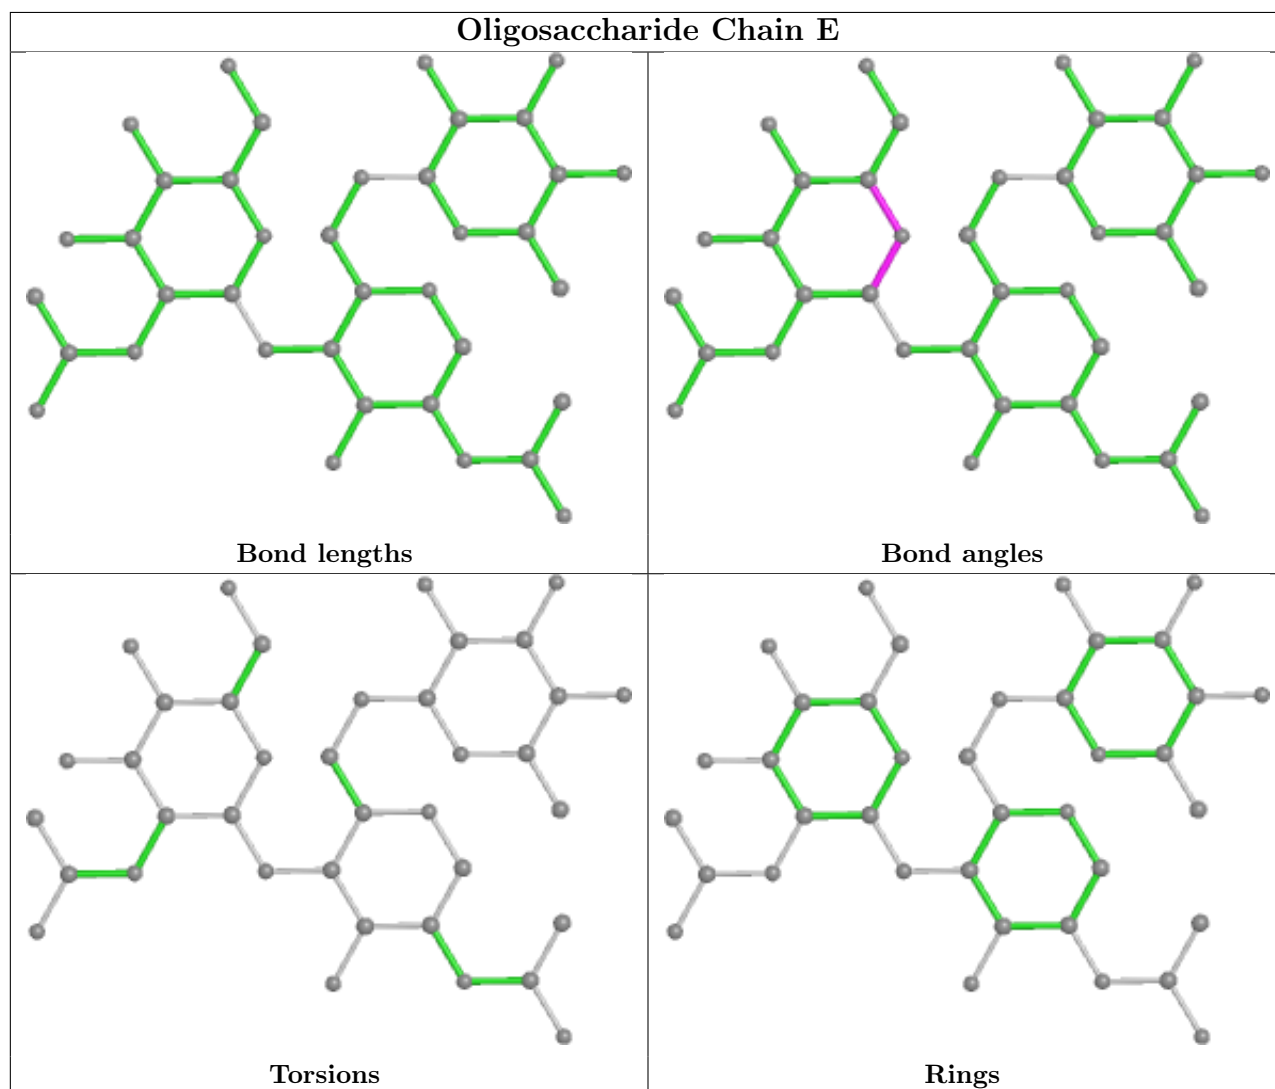 Oligosaccharide Chain E
Bond lengths
Bond angles
Torsions
Rings